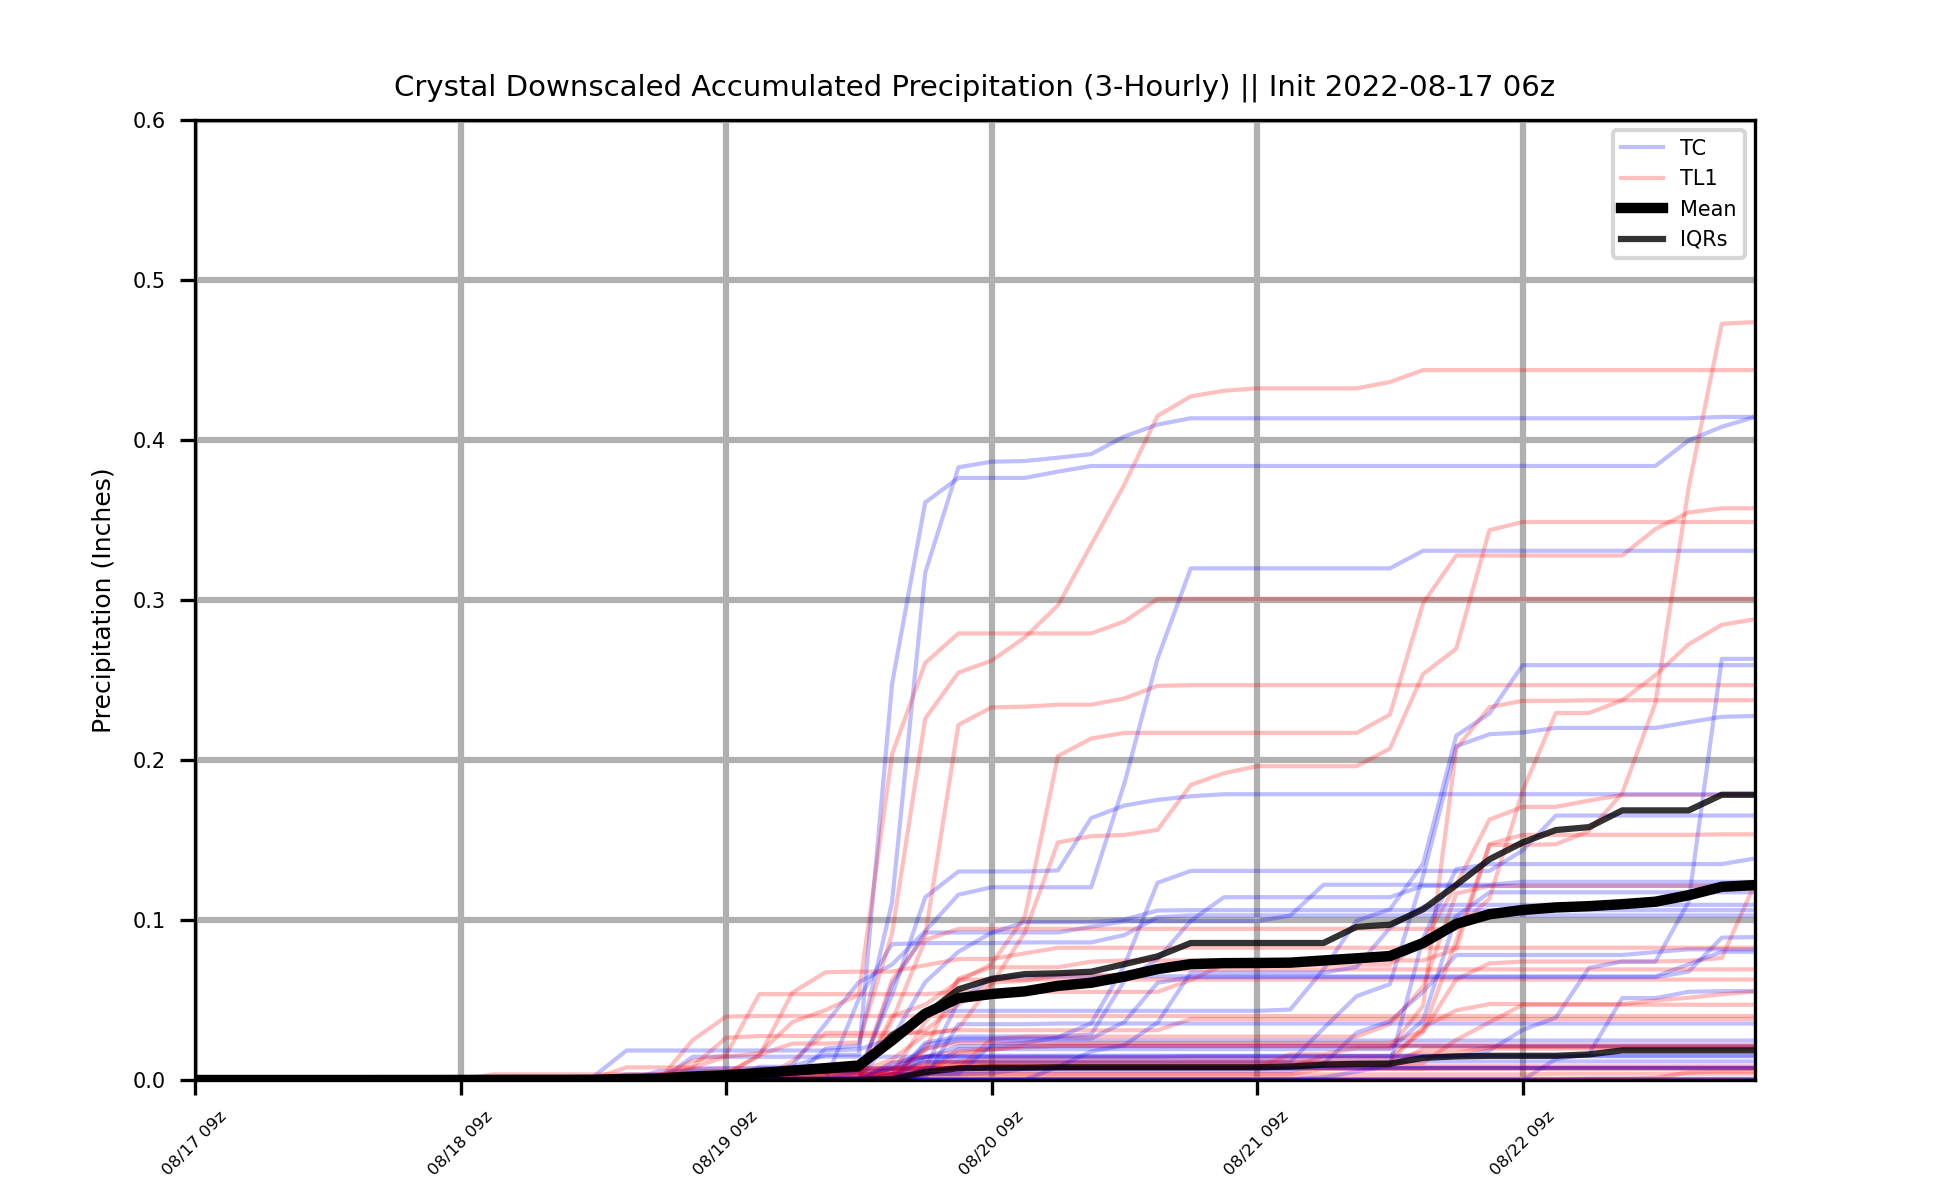 Crystal Downscaled Accumulated Precipitation (3-Hourly) || Init 2022-08-17 06z
0.6
0.5
0.4
0.3
0.2
0.1
0.0
Precipitation (Inches)
TC
TL1
Mean
IQRs
08/17 09z
08/18 09z
08/19 09z
08/20 09z
08/21 09z
08/22 09z